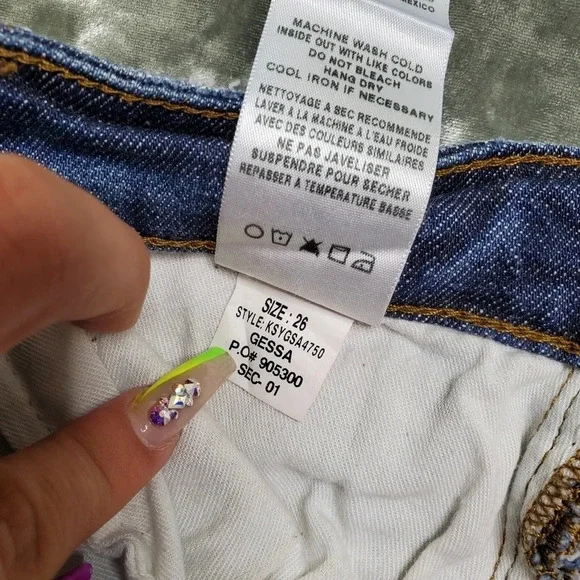 MEXICO
MACHINE WASH COLD
INSIDE OUT WITH LIKE COLORS
DO NOT BLEACH
HANG DRY
COOL IRON IF NECESSARY
NETTOYAGE A SEC RECOMMENDE
LAVER A LA MACHINE A L'EAU FROIDE
AVEC DES COULEURS SIMILAIRES
NE PAS JAVELISER
SUSPENDRE POUR SECHER
REPASSER A TEMPERATURE BASSE
SIZE : 26
STYLE: KSYGSA4750
GESSA
P.O# 905300
SEC- 01